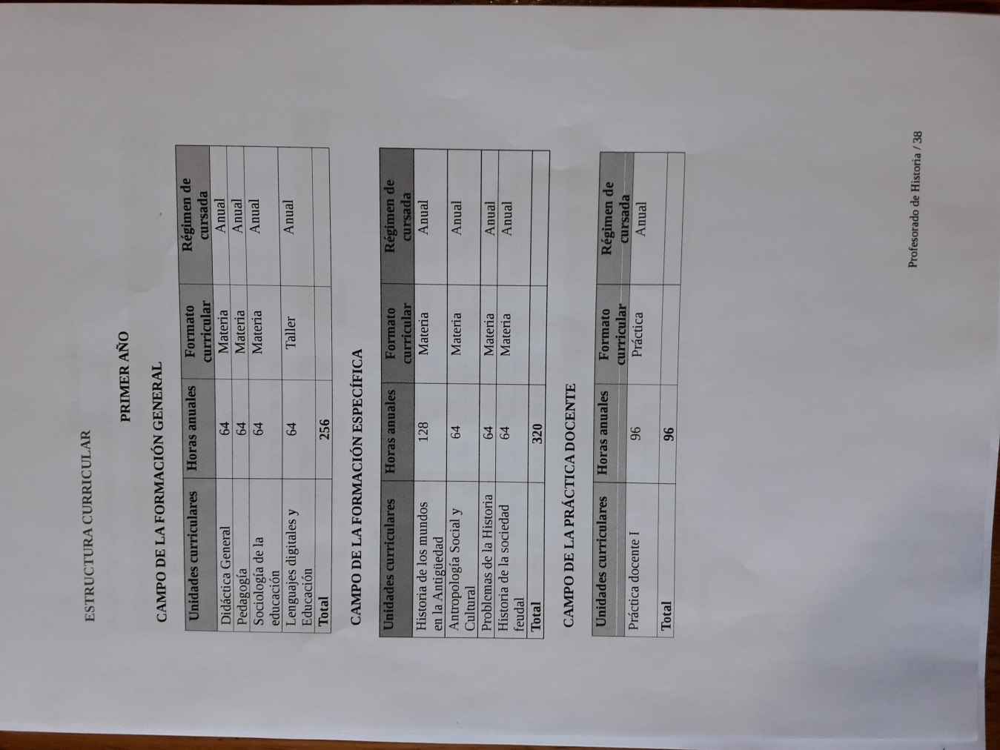 ESTRUCTURA CURRICULAR
PRIMER AÑO
CAMPO DE LA FORMACIÓN GENERAL
Unidades curriculares Horas anuales Formato Régimen de
curricular cursada
Didáctica General 64 Materia Anual
Pedagogía 64 Materia Anual
Sociología de la 64 Materia Anual
educación
Lenguajes digitales y 64 Taller Anual
Educación
Total 256
CAMPO DE LA FORMACIÓN ESPECÍFICA
Unidades curriculares Horas anuales Formato Régimen de
curricular cursada
Historia de los mundos 128 Materia Anual
en la Antigüedad
Antropología Social y 64 Materia Anual
Cultural
Problemas de la Historia 64 Materia Anual
Historia de la sociedad 64 Materia Anual
feudal
Total 320
CAMPO DE LA PRÁCTICA DOCENTE
Unidades curriculares Horas anuales Formato Régimen de
curricular cursada
Práctica docente I 96 Práctica Anual
Total 96
Profesorado de Historia / 38